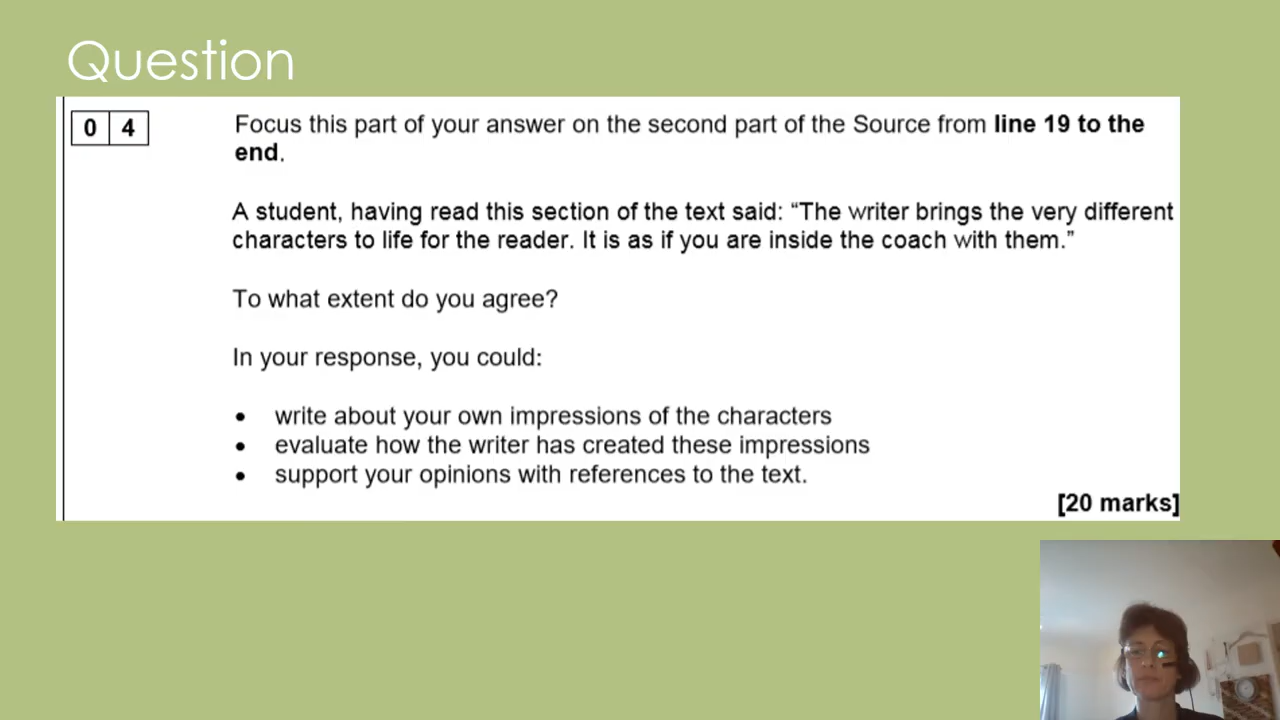 Question
0 4
Focus this part of your answer on the second part of the Source from line 19 to the
end.
A student, having read this section of the text said: “The writer brings the very different
characters to life for the reader. It is as if you are inside the coach with them.”
To what extent do you agree?
In your response, you could:
• write about your own impressions of the characters
• evaluate how the writer has created these impressions
• support your opinions with references to the text.
[20 marks]